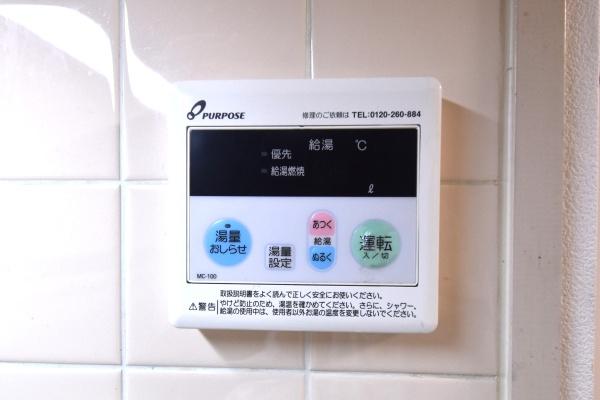 PURPOSE
修理のご依頼は TEL:0120-260-884
給湯 ℃
優先
給湯燃焼
ℓ
湯量
おしらせ
湯量
設定
あつく
給湯
ぬるく
運転
入/切
MC-100
取扱説明書をよく読んで正しく安全にお使いください。
⚠警告
やけど防止のため、湯温を確かめてください。さらに、シャワー、
給湯の使用中は、使用者以外お湯の温度を変更しないでください。